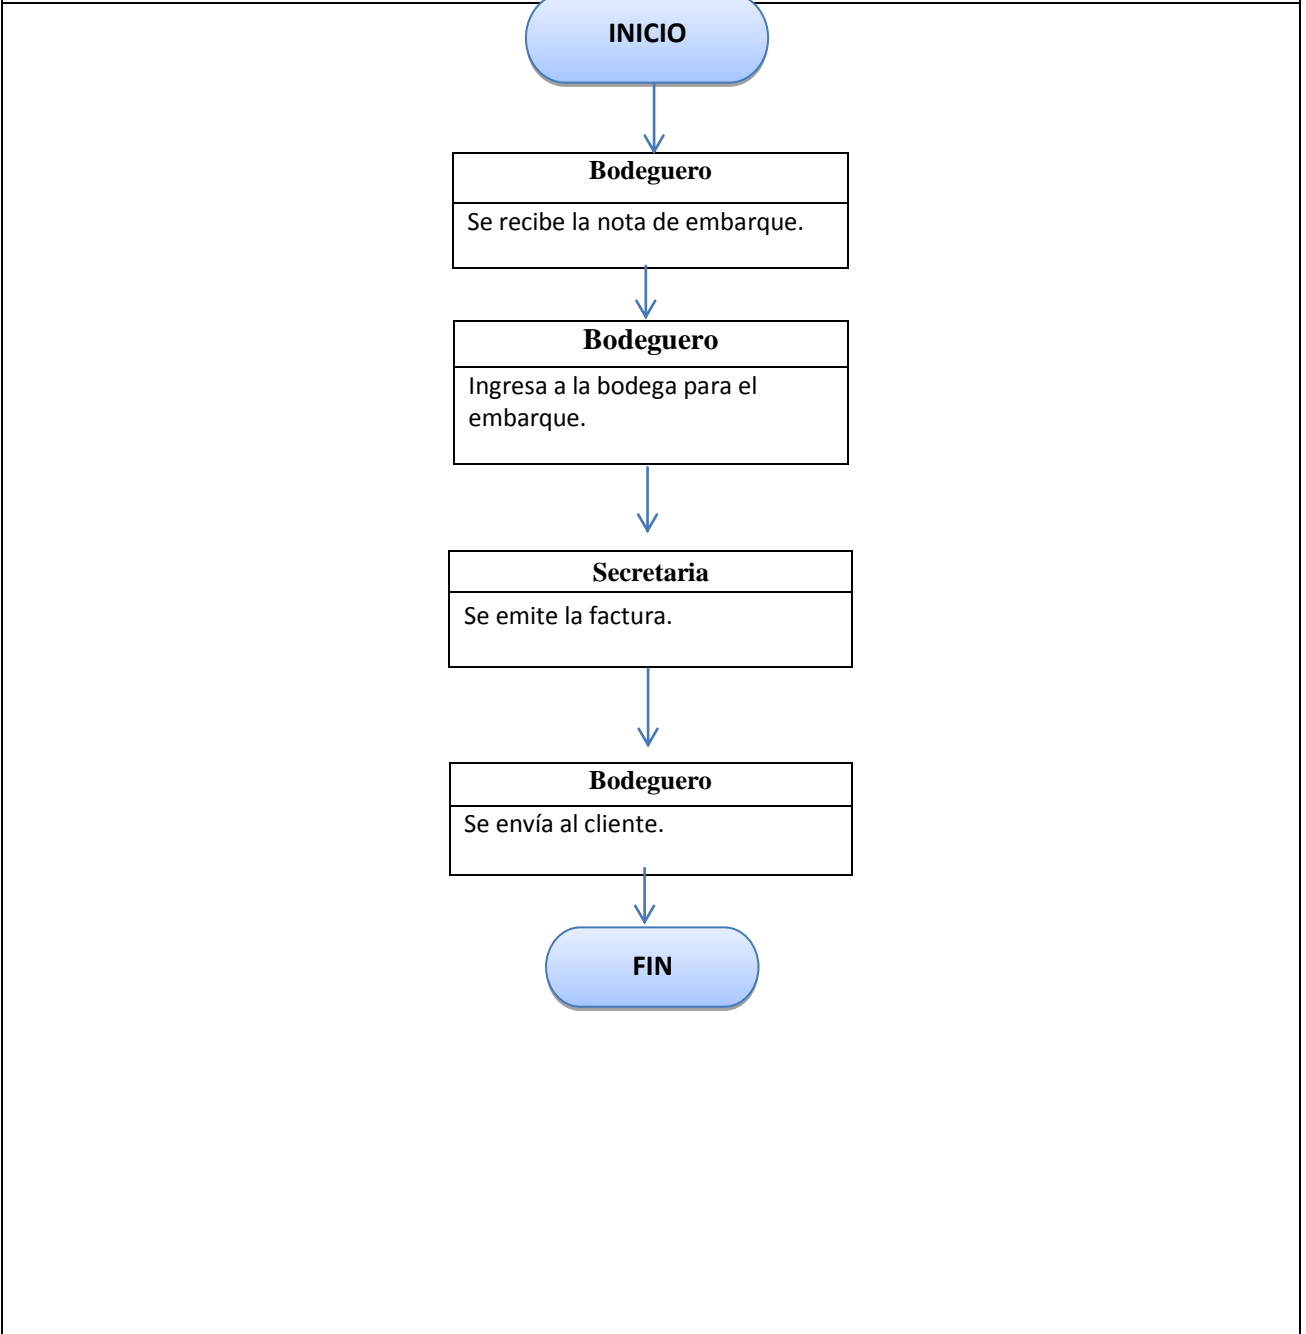 INICIO
Bodeguero
Se recibe la nota de embarque.
Bodeguero
Ingresa a la bodega para el
embarque.
Secretaria
Se emite la factura.
Bodeguero
Se envía al cliente.
FIN